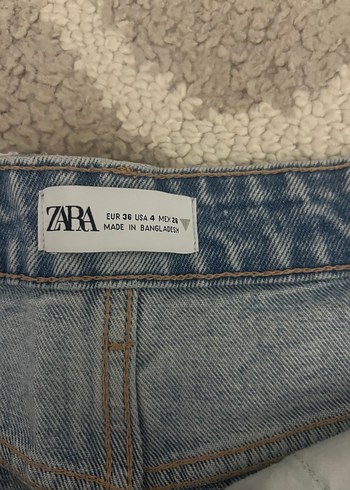 ZARA
EUR 36 USA 4 MEX 26
MADE IN BANGLADESH